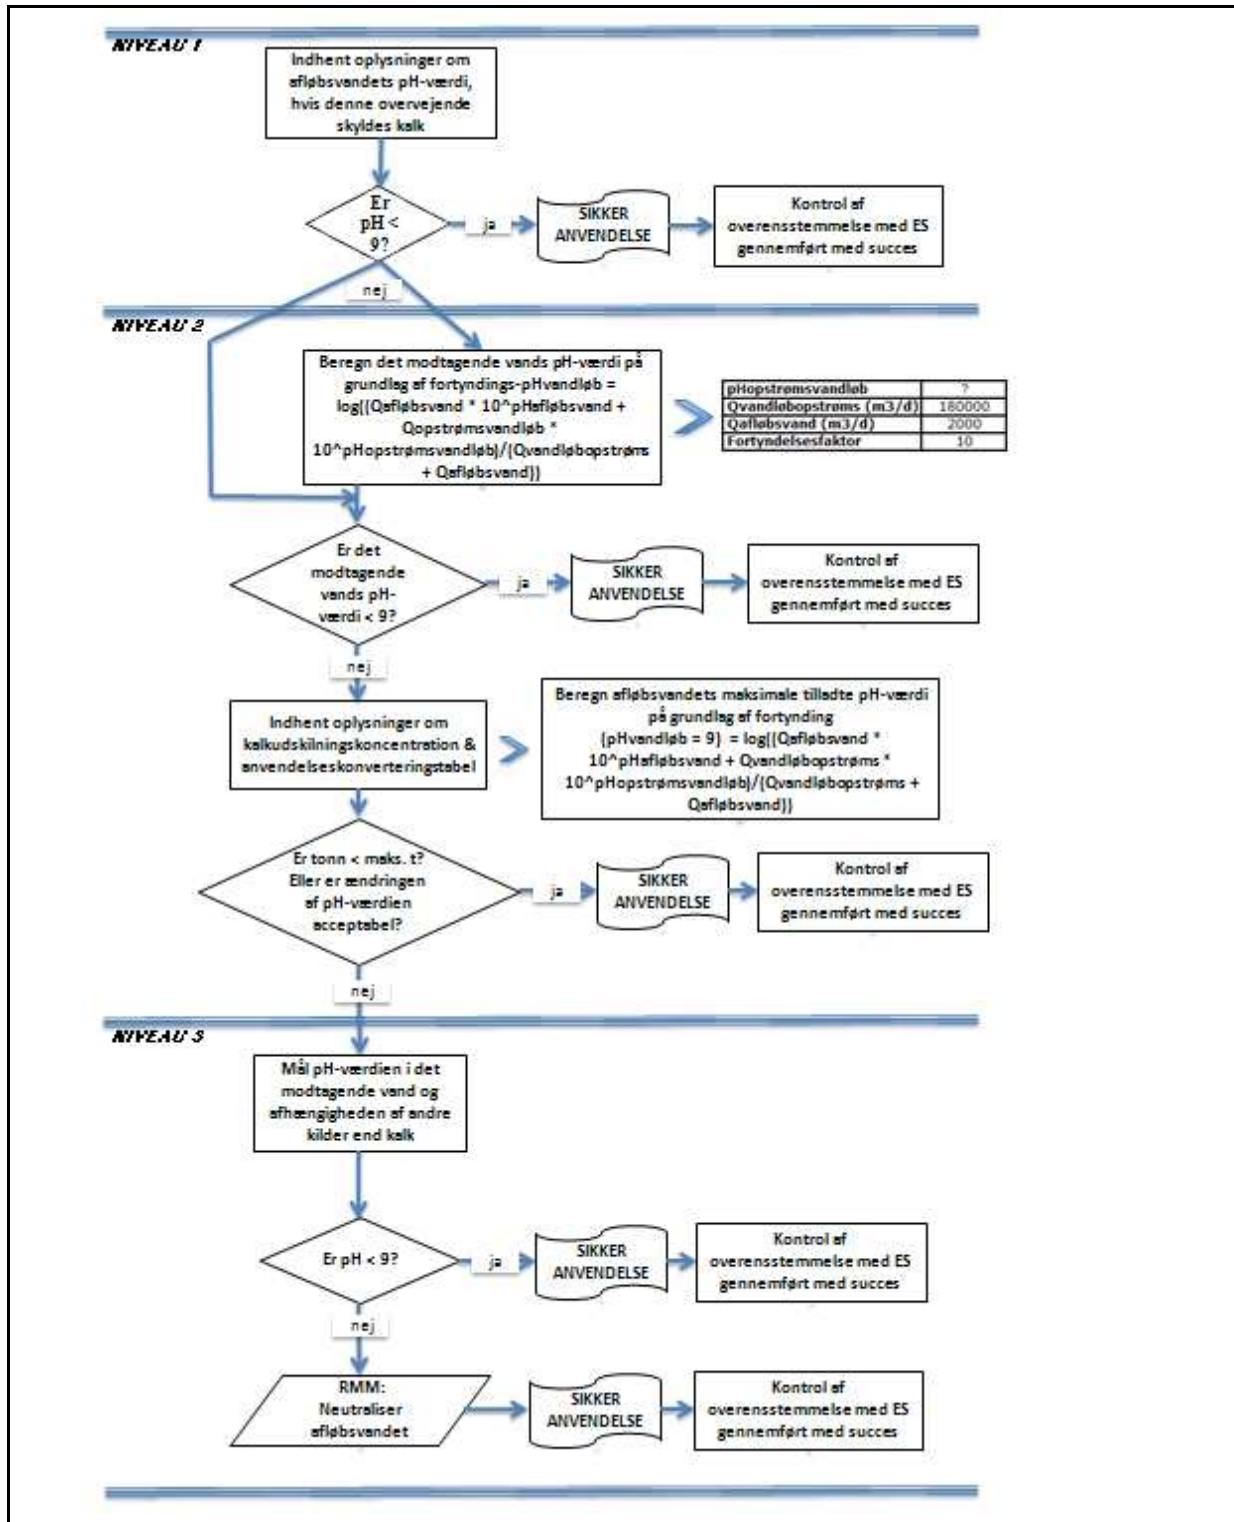 NIVEAU 1
Indhent oplysninger om
afløbsvandets pH-værdi,
hvis denne overvejende
skyldes kalk
Er
pH <
9?
ja
SIKKER
ANVENDELSE
Kontrol af
overensstemmelse med ES
gennemført med succes
nej
NIVEAU 2
Beregn det modtagende vands pH-værdi på
grundlag af fortyndings-pHvandløb =
log((Qafløbsvand * 10^pHafløbsvand +
Qopstrømsvandløb *
10^pHopstrømsvandløb)/(Qvandløbopstrøms
+ Qafløbsvand))
pHopstrømsvandløb ?
Qvandløbopstrøms (m3/d) 180000
Qafløbsvand (m3/d) 2000
Fortyndelsesfaktor 10
Er det
modtagende
vands pH-
værdi < 9?
ja
SIKKER
ANVENDELSE
Kontrol af
overensstemmelse med ES
gennemført med succes
nej
Indhent oplysninger om
kalkudskilningskoncentration &
anvendelseskonverteringstabel
Beregn afløbsvandets maksimale tilladte pH-værdi
på grundlag af fortynding
(pHvandløb = 9) = log((Qafløbsvand *
10^pHafløbsvand + Qvandløbopstrøms *
10^pHopstrømsvandløb)/(Qvandløbopstrøms +
Qafløbsvand))
Er tonn < maks. t?
Eller er ændringen
af pH-værdien
acceptabel?
ja
SIKKER
ANVENDELSE
Kontrol af
overensstemmelse med ES
gennemført med succes
nej
NIVEAU 3
Mål pH-værdien i det
modtagende vand og
afhængigheden af andre
kilder end kalk
Er pH < 9?
ja
SIKKER
ANVENDELSE
Kontrol af
overensstemmelse med ES
gennemført med succes
nej
RMM:
Neutraliser
afløbsvandet
SIKKER
ANVENDELSE
Kontrol af
overensstemmelse med ES
gennemført med succes